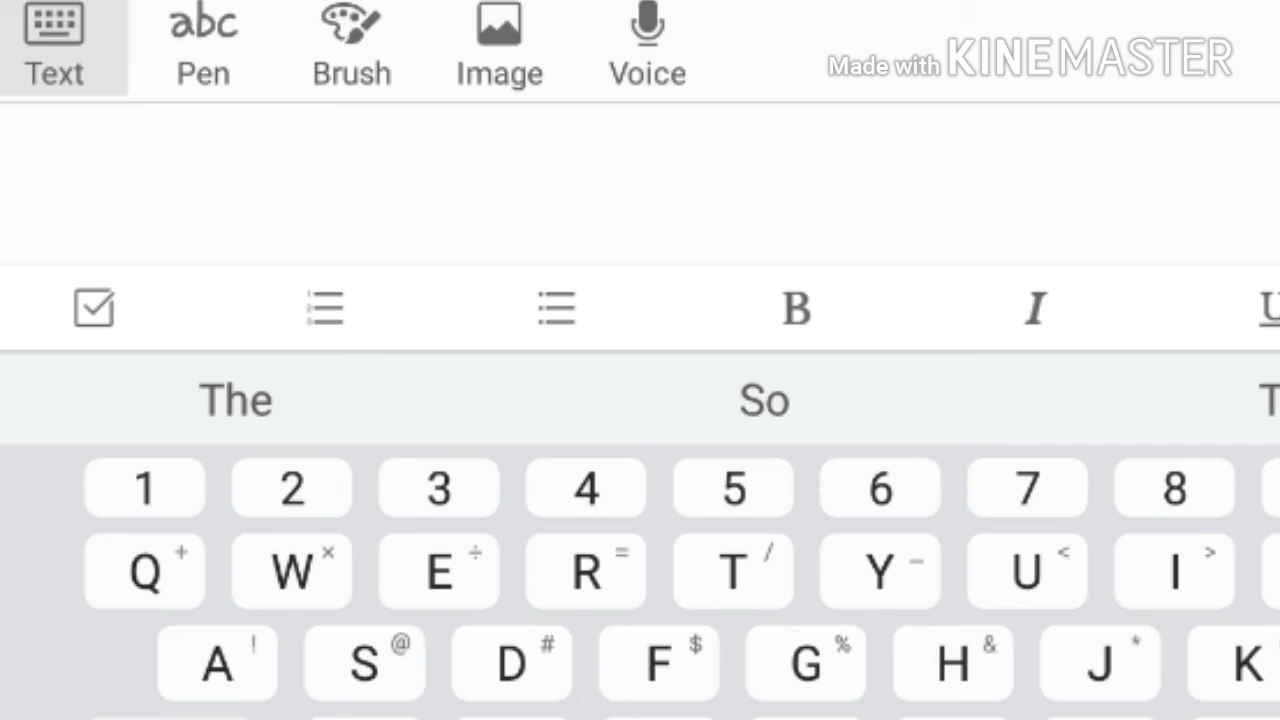 abc
Text Pen Brush Image Voice
Made with KINEMASTER
B I U
The So T
1 2 3 4 5 6 7 8
Q + W × E ÷ R = T / Y - U < I >
A ! S @ D # F $ G % H & J * K